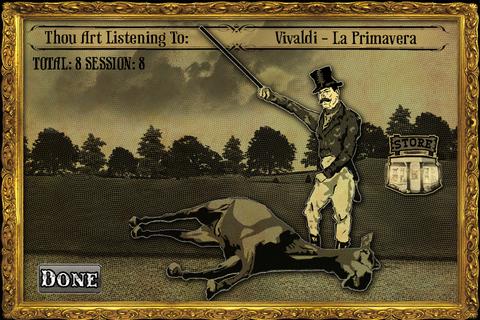 Thou Art Listening To: Vivaldi - La Primavera
TOTAL: 8 SESSION: 8
STORE
DONE